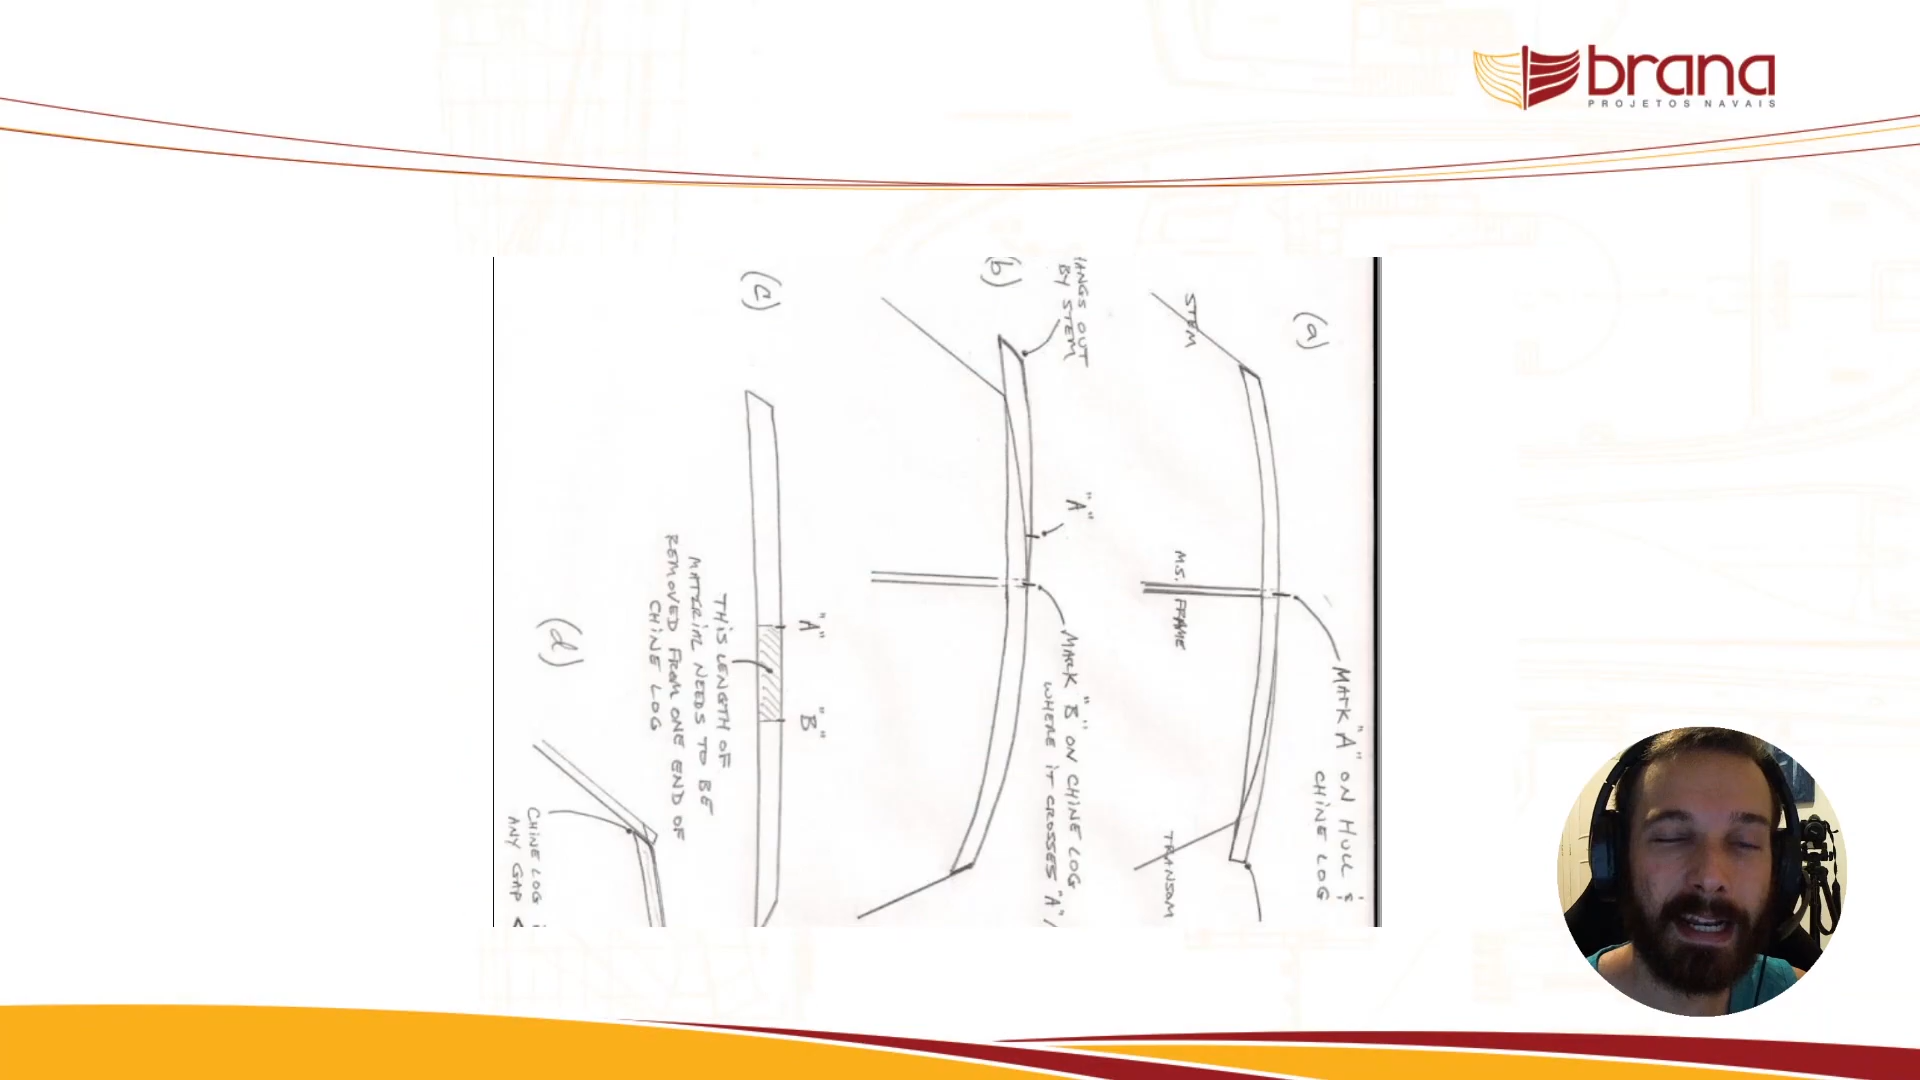 brana
PROJETOS NAVAIS
(a)
STEM
M.S. FRAME
TRANSOM
MARK "A" ON HULL &
CHINE LOG
(b)
BY STEM
"A"
MARK "B" ON CHINE LOG
WHERE IT CROSSES "A"
(c)
"A"
"B"
THIS LENGTH OF
MATERIAL NEEDS TO BE
REMOVED FROM ONE END OF
CHINE LOG
(d)
CHINE LOG
ANY GAP